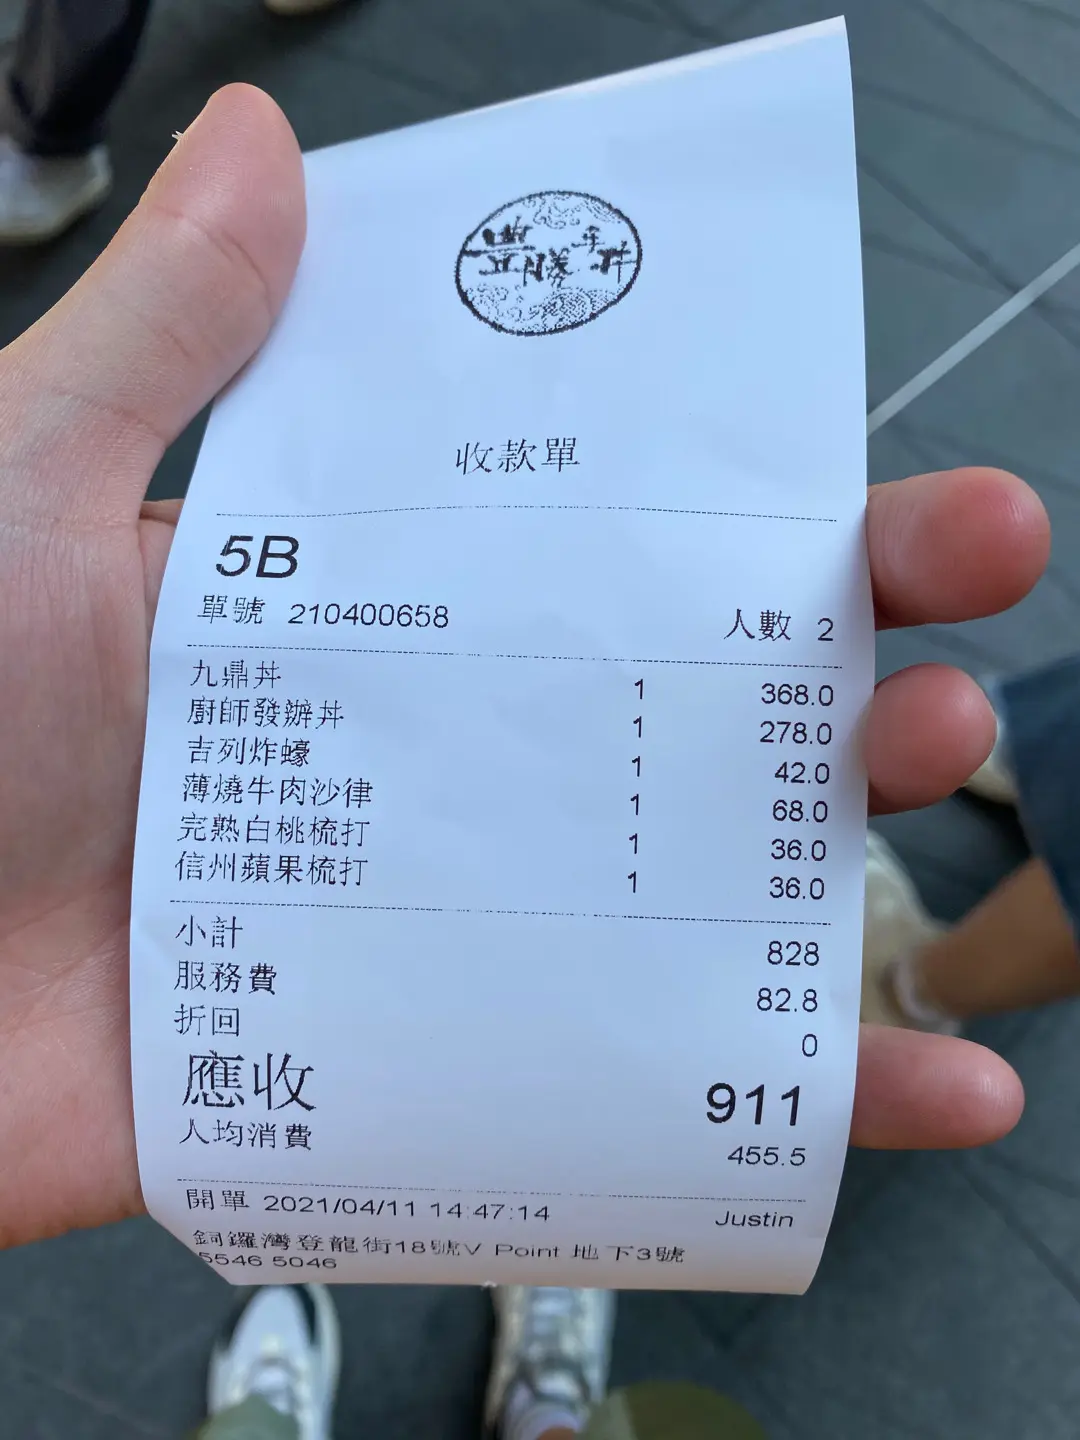 豊勝手丼
收款單
5B
單號 210400658 人數 2
九鼎丼 1 368.0
廚師發辦丼 1 278.0
吉列炸蠔 1 42.0
薄燒牛肉沙律 1 68.0
完熟白桃梳打 1 36.0
信州蘋果梳打 1 36.0
小計 828
服務費 82.8
折回 0
應收 911
人均消費 455.5
開單 2021/04/11 14:47:14 Justin
銅鑼灣登龍街18號V Point 地下3號
5546 5046